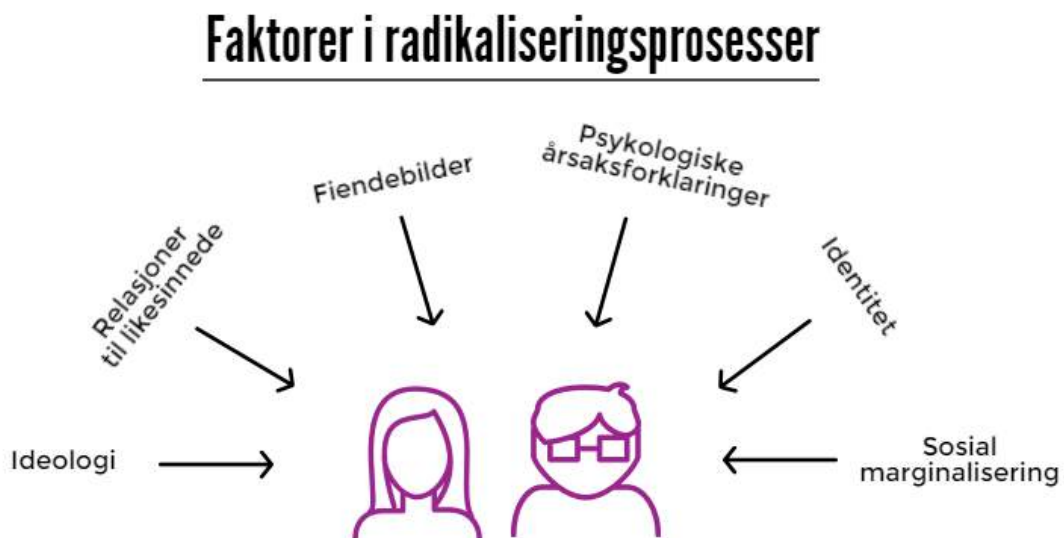 Faktorer i radikaliseringsprosesser
Psykologiske
årsaksforklaringer
Fiendebilder
Relasjoner
til likesinnede
Identitet
Ideologi
Sosial
marginalisering